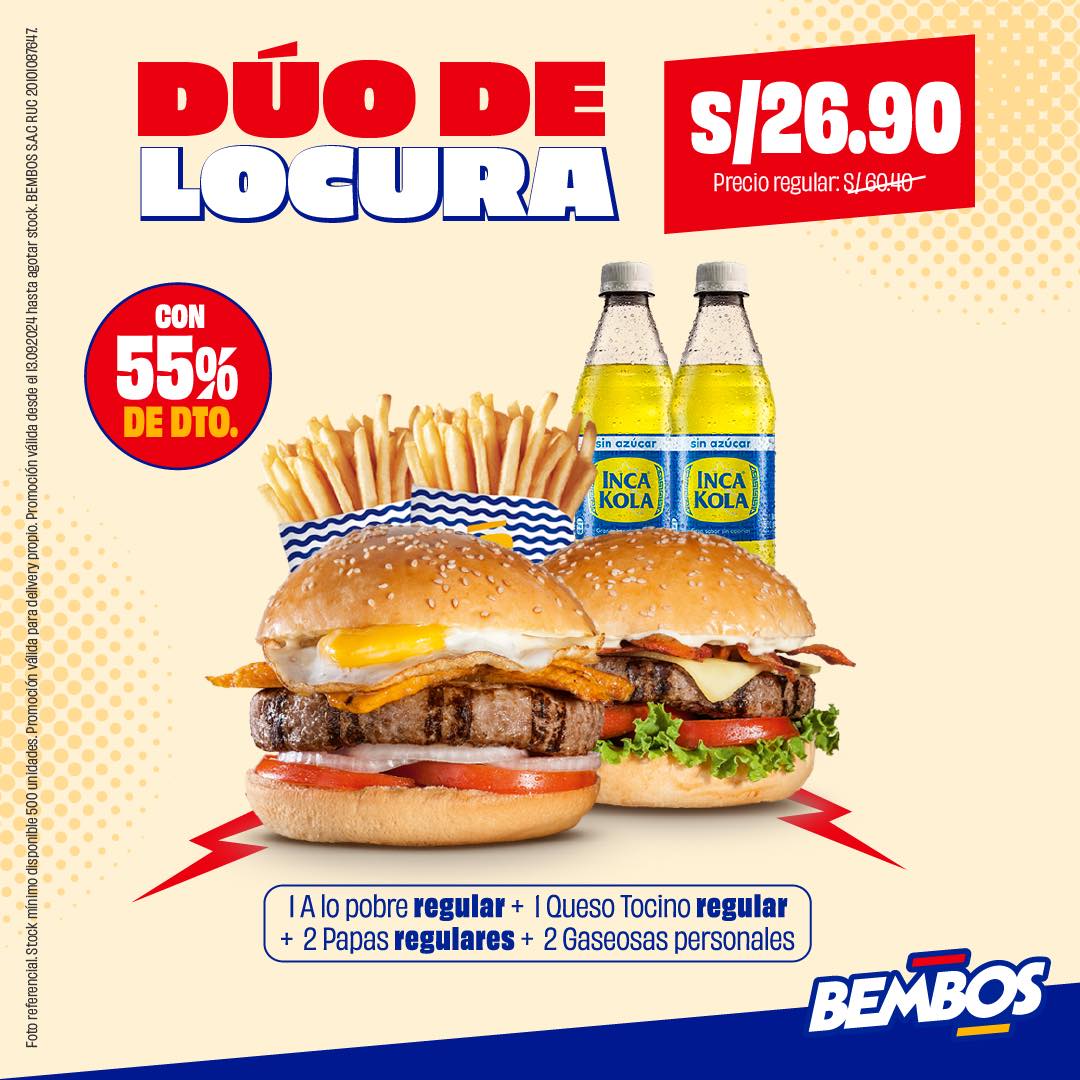 DÚO DE
LOCURA
S/26.90
Precio regular: S/ 60.40
CON
55%
DE DTO.
sin azúcar
INCA
KOLA
sin azúcar
INCA
KOLA
1 A lo pobre regular + 1 Queso Tocino regular
+ 2 Papas regulares + 2 Gaseosas personales
BEMBOS
Foto referencial. Stock mínimo disponible 500 unidades. Promoción válida para delivery propio. Promoción válida desde el 13.09.2024 hasta agotar stock. BEMBOS S.A.C RUC 20101087647.